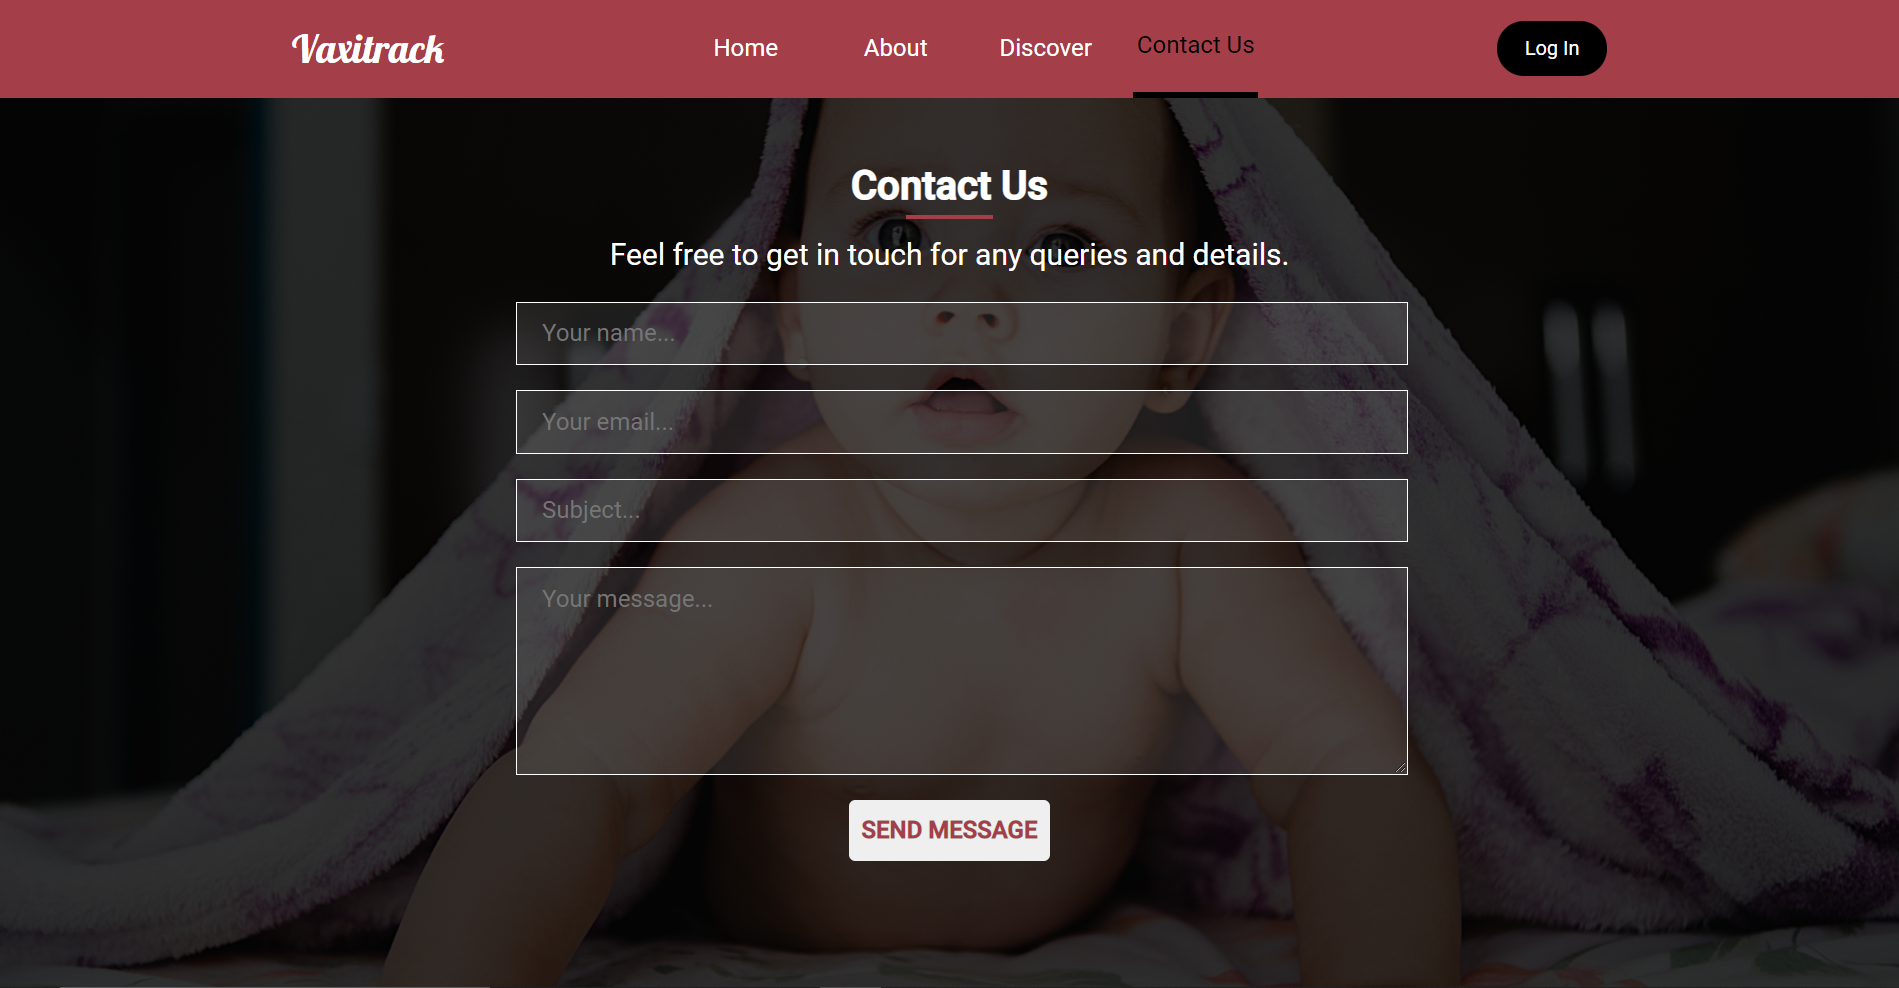 Vaxitrack
Home
About
Discover
Contact Us
Log In
Contact Us
Feel free to get in touch for any queries and details.
Your name...
Your email...
Subject...
Your message...
SEND MESSAGE